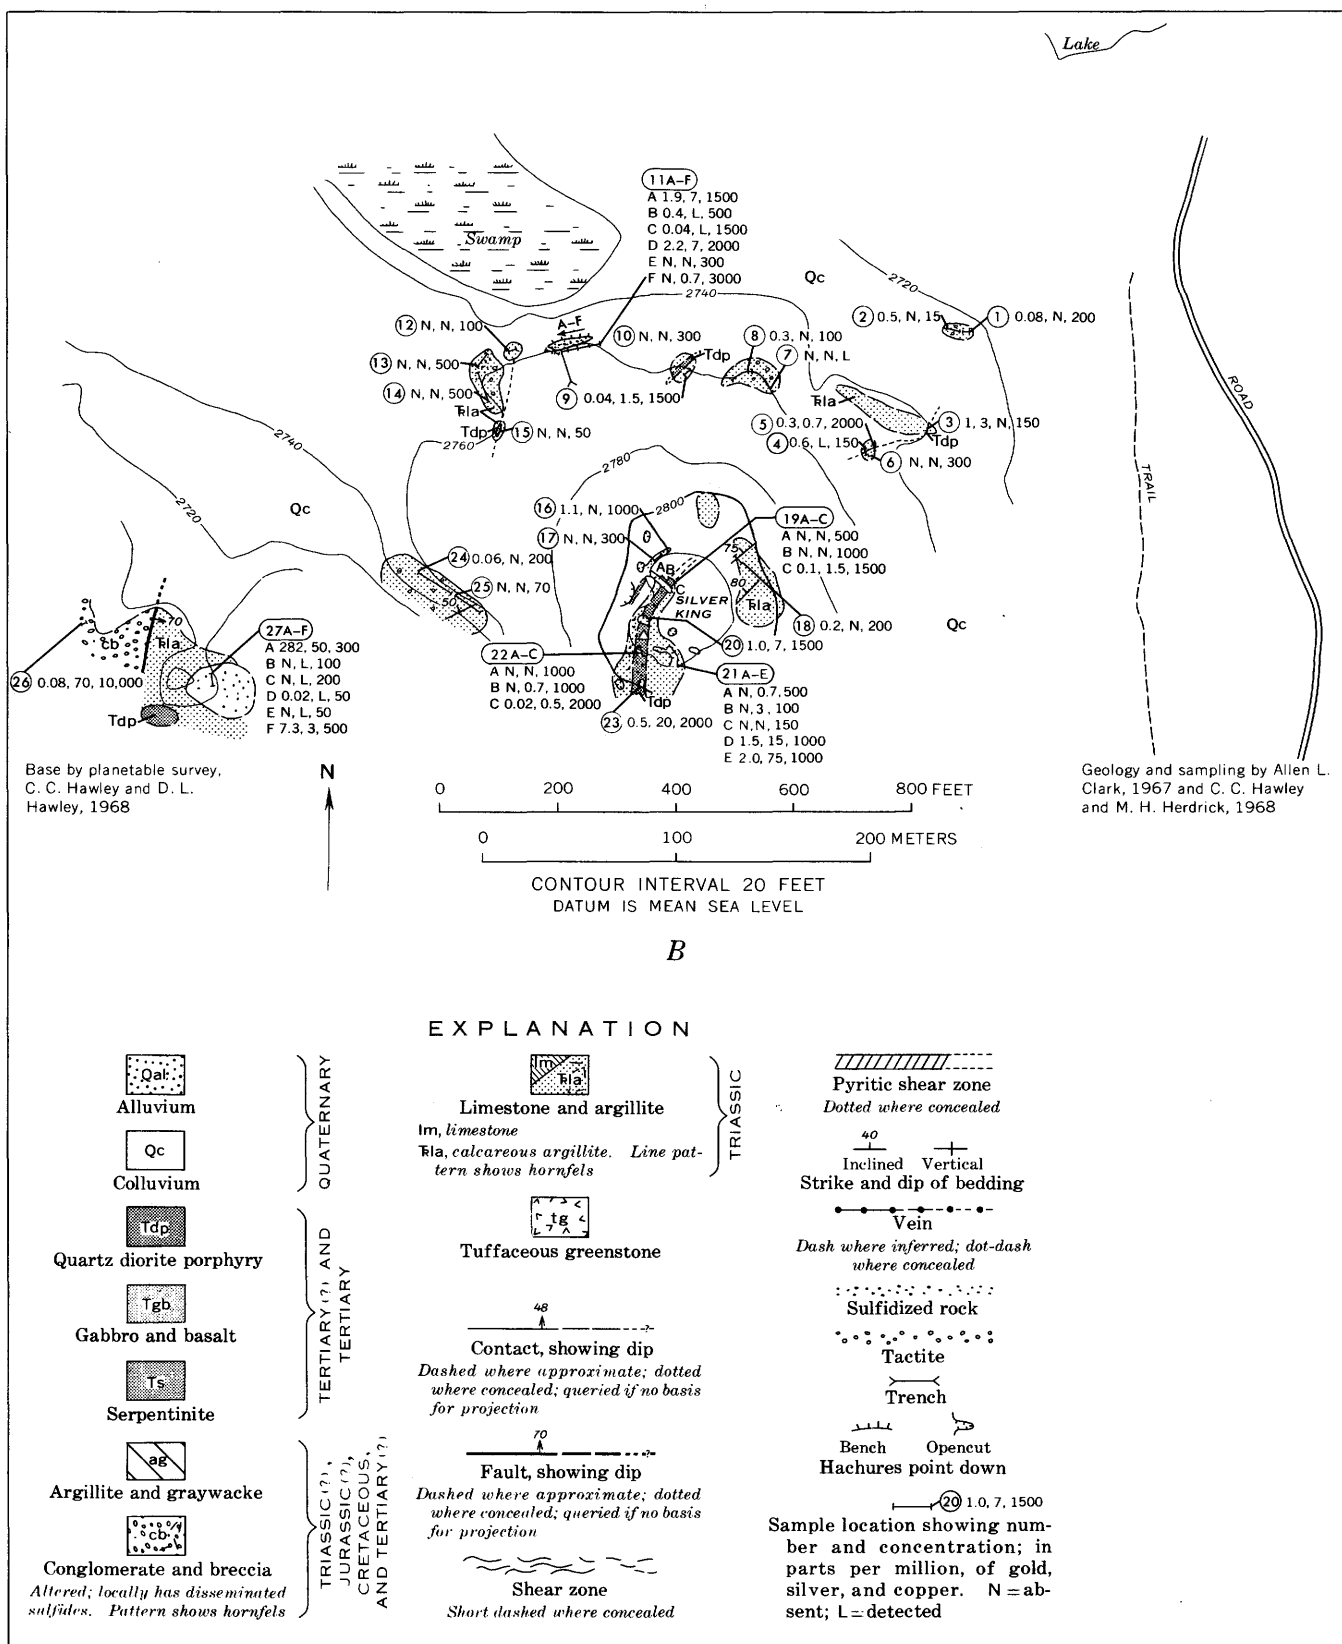 Lake
11A–F
A 1.9, 7, 1500
B 0.4, L, 500
C 0.04, L, 1500
D 2.2, 7, 2000
E N, N, 300
F N, 0.7, 3000
Swamp
Qc
2720
2740
12 N, N, 100
A–F
10 N, N, 300
2 0.5, N, 15
1 0.08, N, 200
8 0.3, N, 100
7 N, N, L
Tdp
13 N, N, 500
14 N, N, 500
9 0.04, 1.5, 1500
ROAD
Ꞧla
Ꞧla
5 0.3, 0.7, 2000
3 1, 3, N, 150
Tdp
15 N, N, 50
4 0.6, L, 150
Tdp
2760
6 N, N, 300
2740
2780
TRAIL
2720
Qc
16 1.1, N, 1000
2800
19A–C
A N, N, 500
B N, N, 1000
C 0.1, 1.5, 1500
17 N, N, 300
75
A
B
C
24 0.06, N, 200
25 N, N, 70
50
80
SILVER
KING
Ꞧla
18 0.2, N, 200
Qc
70
cb
Ꞧla
27A–F
A 282, 50, 300
B N, L, 100
C N, L, 200
D 0.02, L, 50
E N, L, 50
F 7.3, 3, 500
20 1.0, 7, 1500
22A–C
A N, N, 1000
B N, 0.7, 1000
C 0.02, 0.5, 2000
21A–E
A N, 0.7, 500
B N, 3, 100
C N, N, 150
D 1.5, 15, 1000
E 2.0, 75, 1000
26 0.08, 70, 10,000
Tdp
Tdp
23 0.5, 20, 2000
Base by planetable survey,
C. C. Hawley and D. L.
Hawley, 1968
N
0 200 400 600 800 FEET
0 100 200 METERS
CONTOUR INTERVAL 20 FEET
DATUM IS MEAN SEA LEVEL
Geology and sampling by Allen L.
Clark, 1967 and C. C. Hawley
and M. H. Herdrick, 1968
B
EXPLANATION
Qal
Alluvium
Qc
Colluvium
QUATERNARY
Tdp
Quartz diorite porphyry
Tgb
Gabbro and basalt
Ts
Serpentinite
TERTIARY(?) AND
TERTIARY
ag
Argillite and graywacke
cb
Conglomerate and breccia
Altered; locally has disseminated
sulfides. Pattern shows hornfels
TRIASSIC(?),
JURASSIC(?),
CRETACEOUS,
AND TERTIARY(?)
lm
Ꞧla
Limestone and argillite
lm, limestone
Ꞧla, calcareous argillite. Line pat-
tern shows hornfels
TRIASSIC
tg
Tuffaceous greenstone
48
?
Contact, showing dip
Dashed where approximate; dotted
where concealed; queried if no basis
for projection
70
?
Fault, showing dip
Dashed where approximate; dotted
where concealed; queried if no basis
for projection
Shear zone
Short dashed where concealed
Pyritic shear zone
Dotted where concealed
40
Inclined Vertical
Strike and dip of bedding
Vein
Dash where inferred; dot-dash
where concealed
Sulfidized rock
Tactite
Trench
Bench Opencut
Hachures point down
20 1.0, 7, 1500
Sample location showing num-
ber and concentration; in
parts per million, of gold,
silver, and copper. N = ab-
sent; L = detected